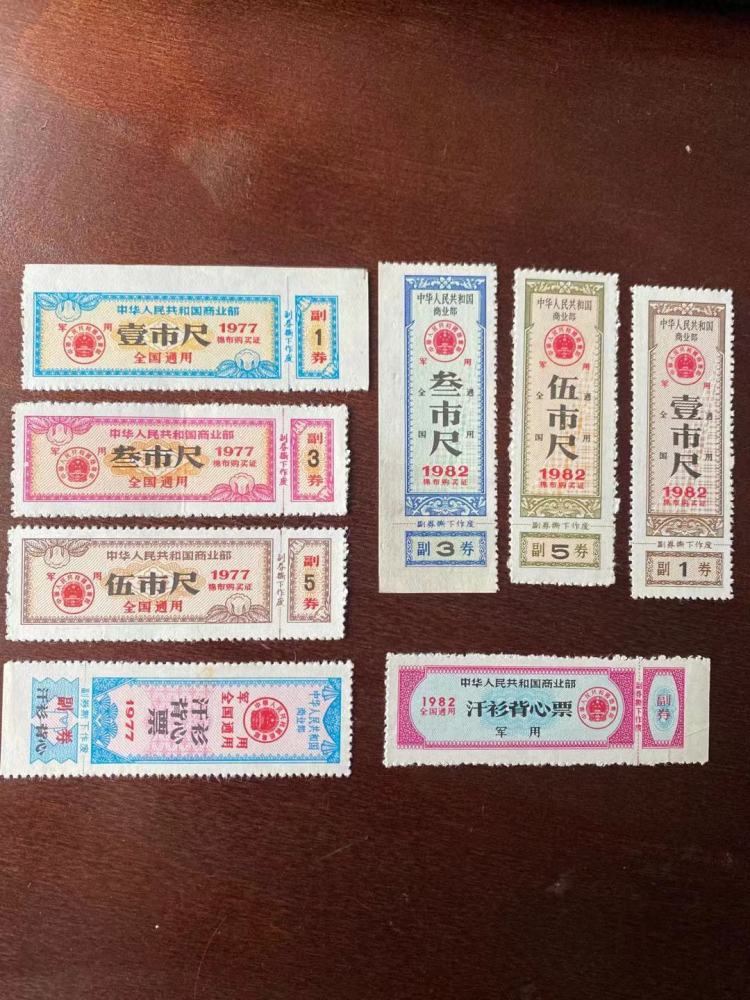 中华人民共和国商业部
军 用
壹市尺 1977
棉布购买证
全国通用
副券撕下作废
副
1
券
中华人民共和国商业部
军 用
叁市尺 1977
棉布购买证
全国通用
副券撕下作废
副
3
券
中华人民共和国商业部
军 用
伍市尺 1977
棉布购买证
全国通用
副券撕下作废
副
5
券
中华人民共和国
商业部
军 用
全国通用
汗衫
背心
票
1977
副券撕下作废
副 券
汗衫 背心
中华人民共和国
商业部
军 用
叁市尺
全 通
国 用
1982
棉布购买证
副券撕下作废
副 3 券
中华人民共和国
商业部
军 用
伍市尺
全 通
国 用
1982
棉布购买证
副券撕下作废
副 5 券
中华人民共和国
商业部
军 用
壹市尺
全 通
国 用
1982
棉布购买证
副券撕下作废
副 1 券
中华人民共和国商业部
1982
全国通用
汗衫背心票
军 用
副券撕下作废
副券